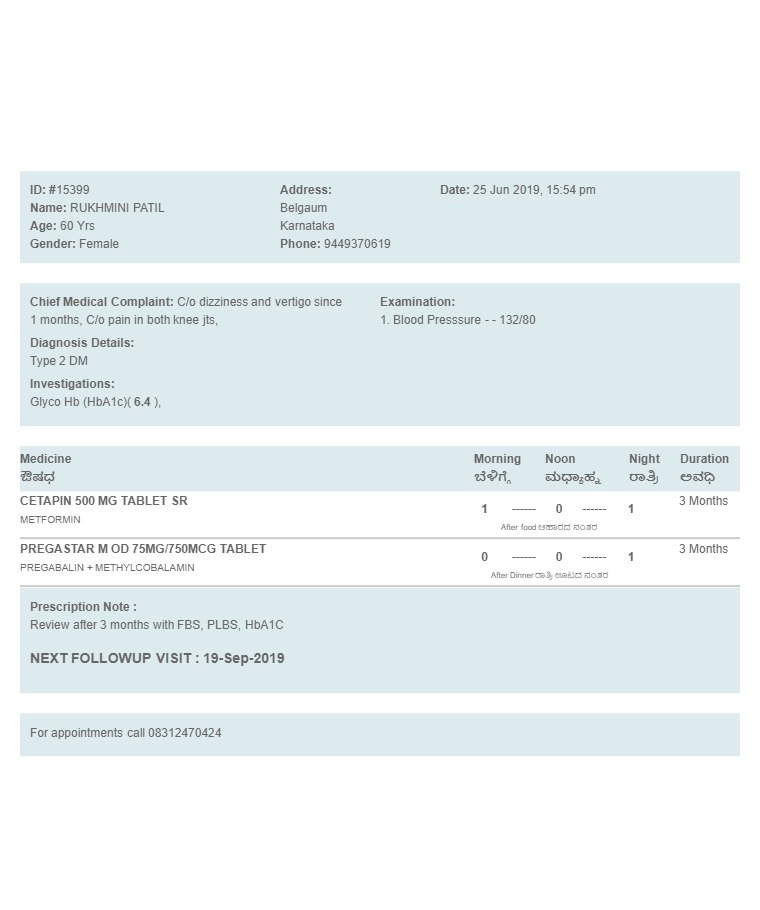 ID: #15399
Name: RUKHMINI PATIL
Age: 60 Yrs
Gender: Female
Address:
Belgaum
Karnataka
Phone: 9449370619
Date: 25 Jun 2019, 15:54 pm
Chief Medical Complaint: C/o dizziness and vertigo since
1 months, C/o pain in both knee jts,
Diagnosis Details:
Type 2 DM
Investigations:
Glyco Hb (HbA1c)( 6.4 ),
Examination:
1. Blood Presssure - - 132/80
Medicine Morning Noon Night Duration
ಔಷಧ ಬೆಳಿಗ್ಗೆ ಮಧ್ಯಾಹ್ನ ರಾತ್ರಿ ಅವಧಿ
CETAPIN 500 MG TABLET SR 1 ------ 0 ------ 1 3 Months
METFORMIN
After food ಆಹಾರದ ನಂತರ
PREGASTAR M OD 75MG/750MCG TABLET 0 ------ 0 ------ 1 3 Months
PREGABALIN + METHYLCOBALAMIN
After Dinner ರಾತ್ರಿ ಊಟದ ನಂತರ
Prescription Note :
Review after 3 months with FBS, PLBS, HbA1C
NEXT FOLLOWUP VISIT : 19-Sep-2019
For appointments call 08312470424